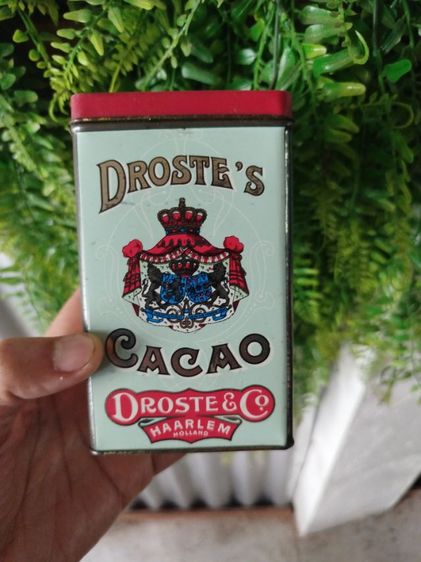 DROSTE'S
CACAO
DROSTE & Co.
HAARLEM
HOLLAND